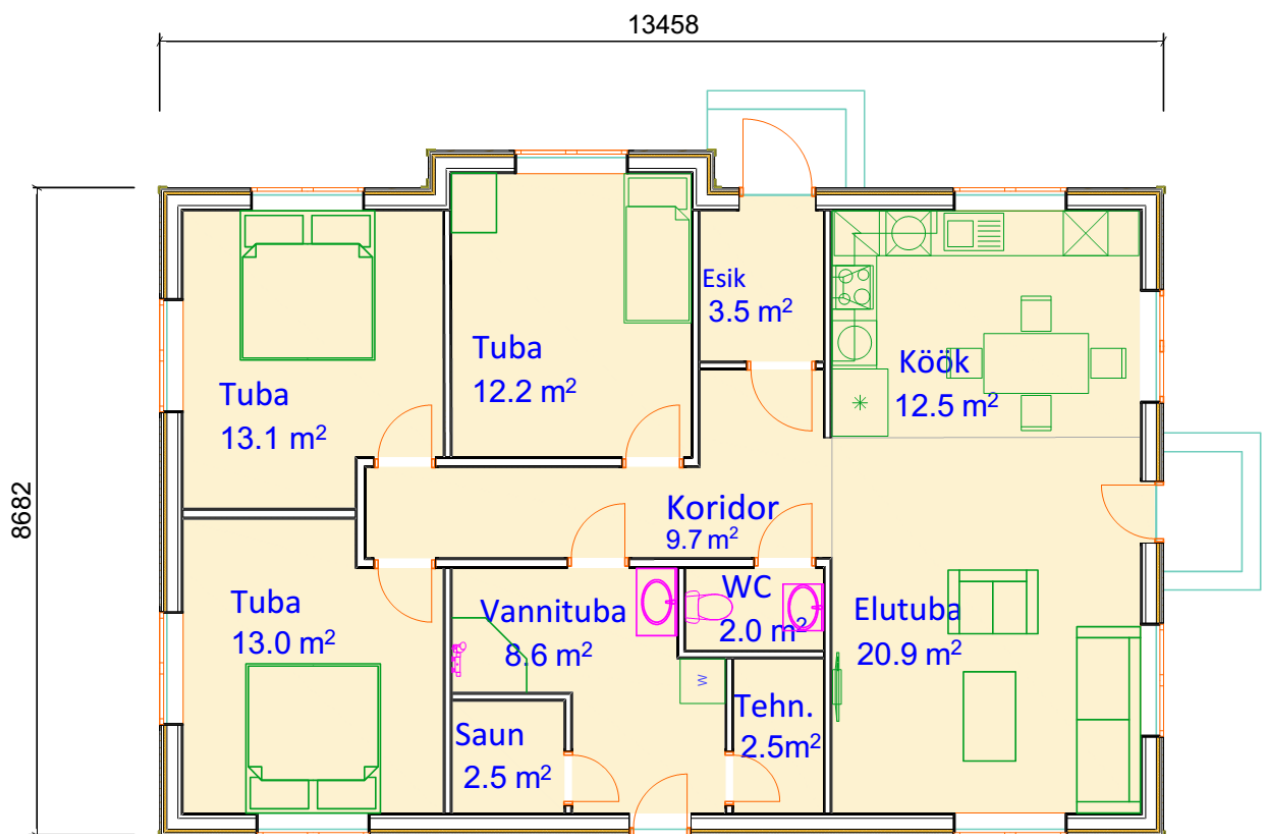 13458
8682
Tuba
13.1 m²
Tuba
12.2 m²
Esik
3.5 m²
Köök
12.5 m²
Koridor
9.7 m²
Tuba
13.0 m²
Vannituba
8.6 m²
WC
2.0 m²
Elutuba
20.9 m²
Saun
2.5 m²
W
Tehn.
2.5m²